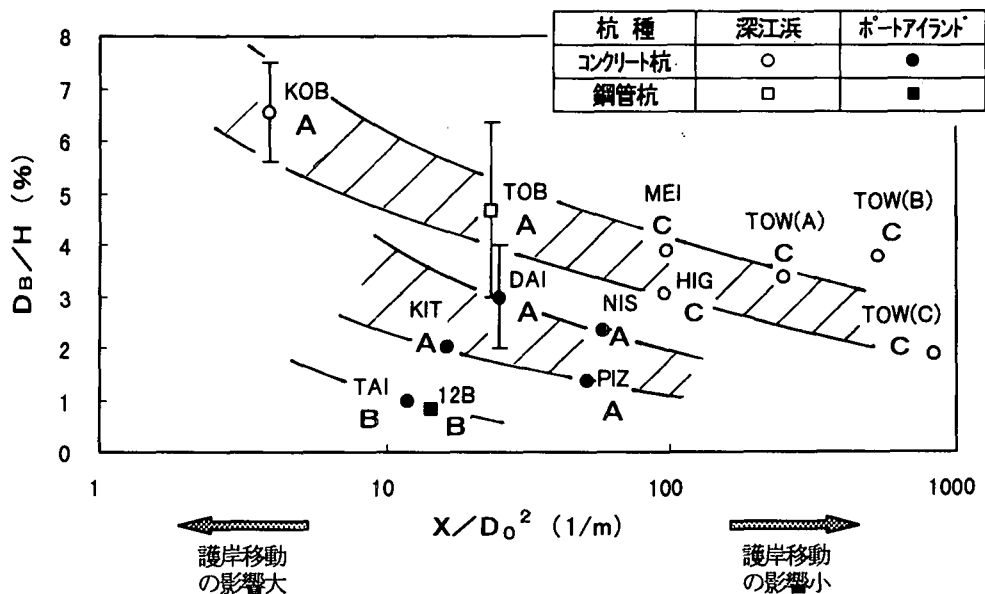 杭種 深江浜 ポートアイランド
コンクリート杭 ○ ●
鋼管杭 □ ■
8
7
6
5
4
3
2
1
0
DB/H (%)
KOB
A
TOB
A
MEI
C
TOW(A)
C
TOW(B)
C
DAI
A
NIS
A
HIG
C
TOW(C)
C
KIT
A
PIZ
A
TAI
B
12B
B
1 10 100 1000
X/D₀² (1/m)
護岸移動
の影響大
護岸移動
の影響小